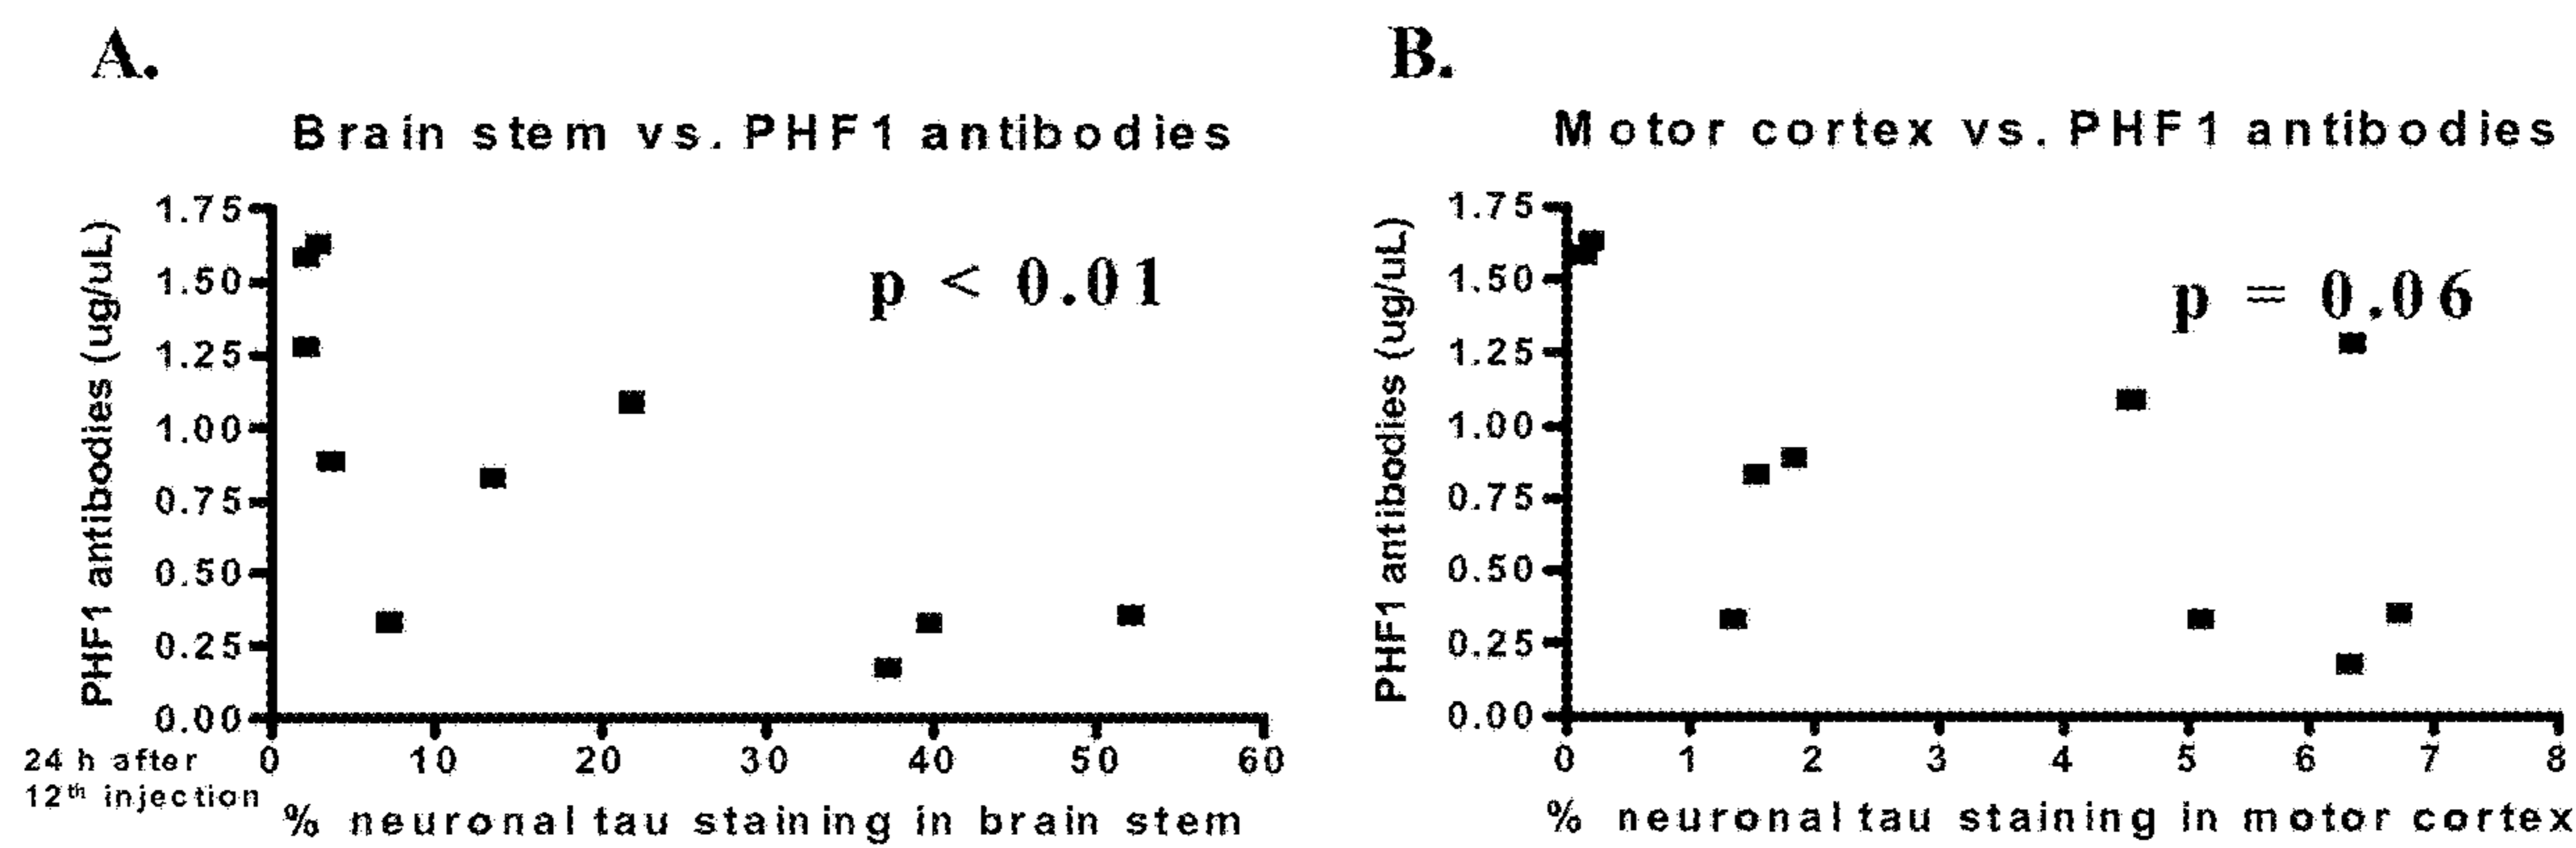 A.
Brain stem vs. PHF1 antibodies
PHF1 antibodies (ug/uL)
1.75
1.50
1.25
1.00
0.75
0.50
0.25
0.00
p < 0.01
0 10 20 30 40 50 60
24 h after
12th injection
% neuronal tau staining in brain stem
B.
Motor cortex vs. PHF1 antibodies
PHF1 antibodies (ug/uL)
1.75
1.50
1.25
1.00
0.75
0.50
0.25
0.00
p = 0.06
0 1 2 3 4 5 6 7 8
% neuronal tau staining in motor cortex